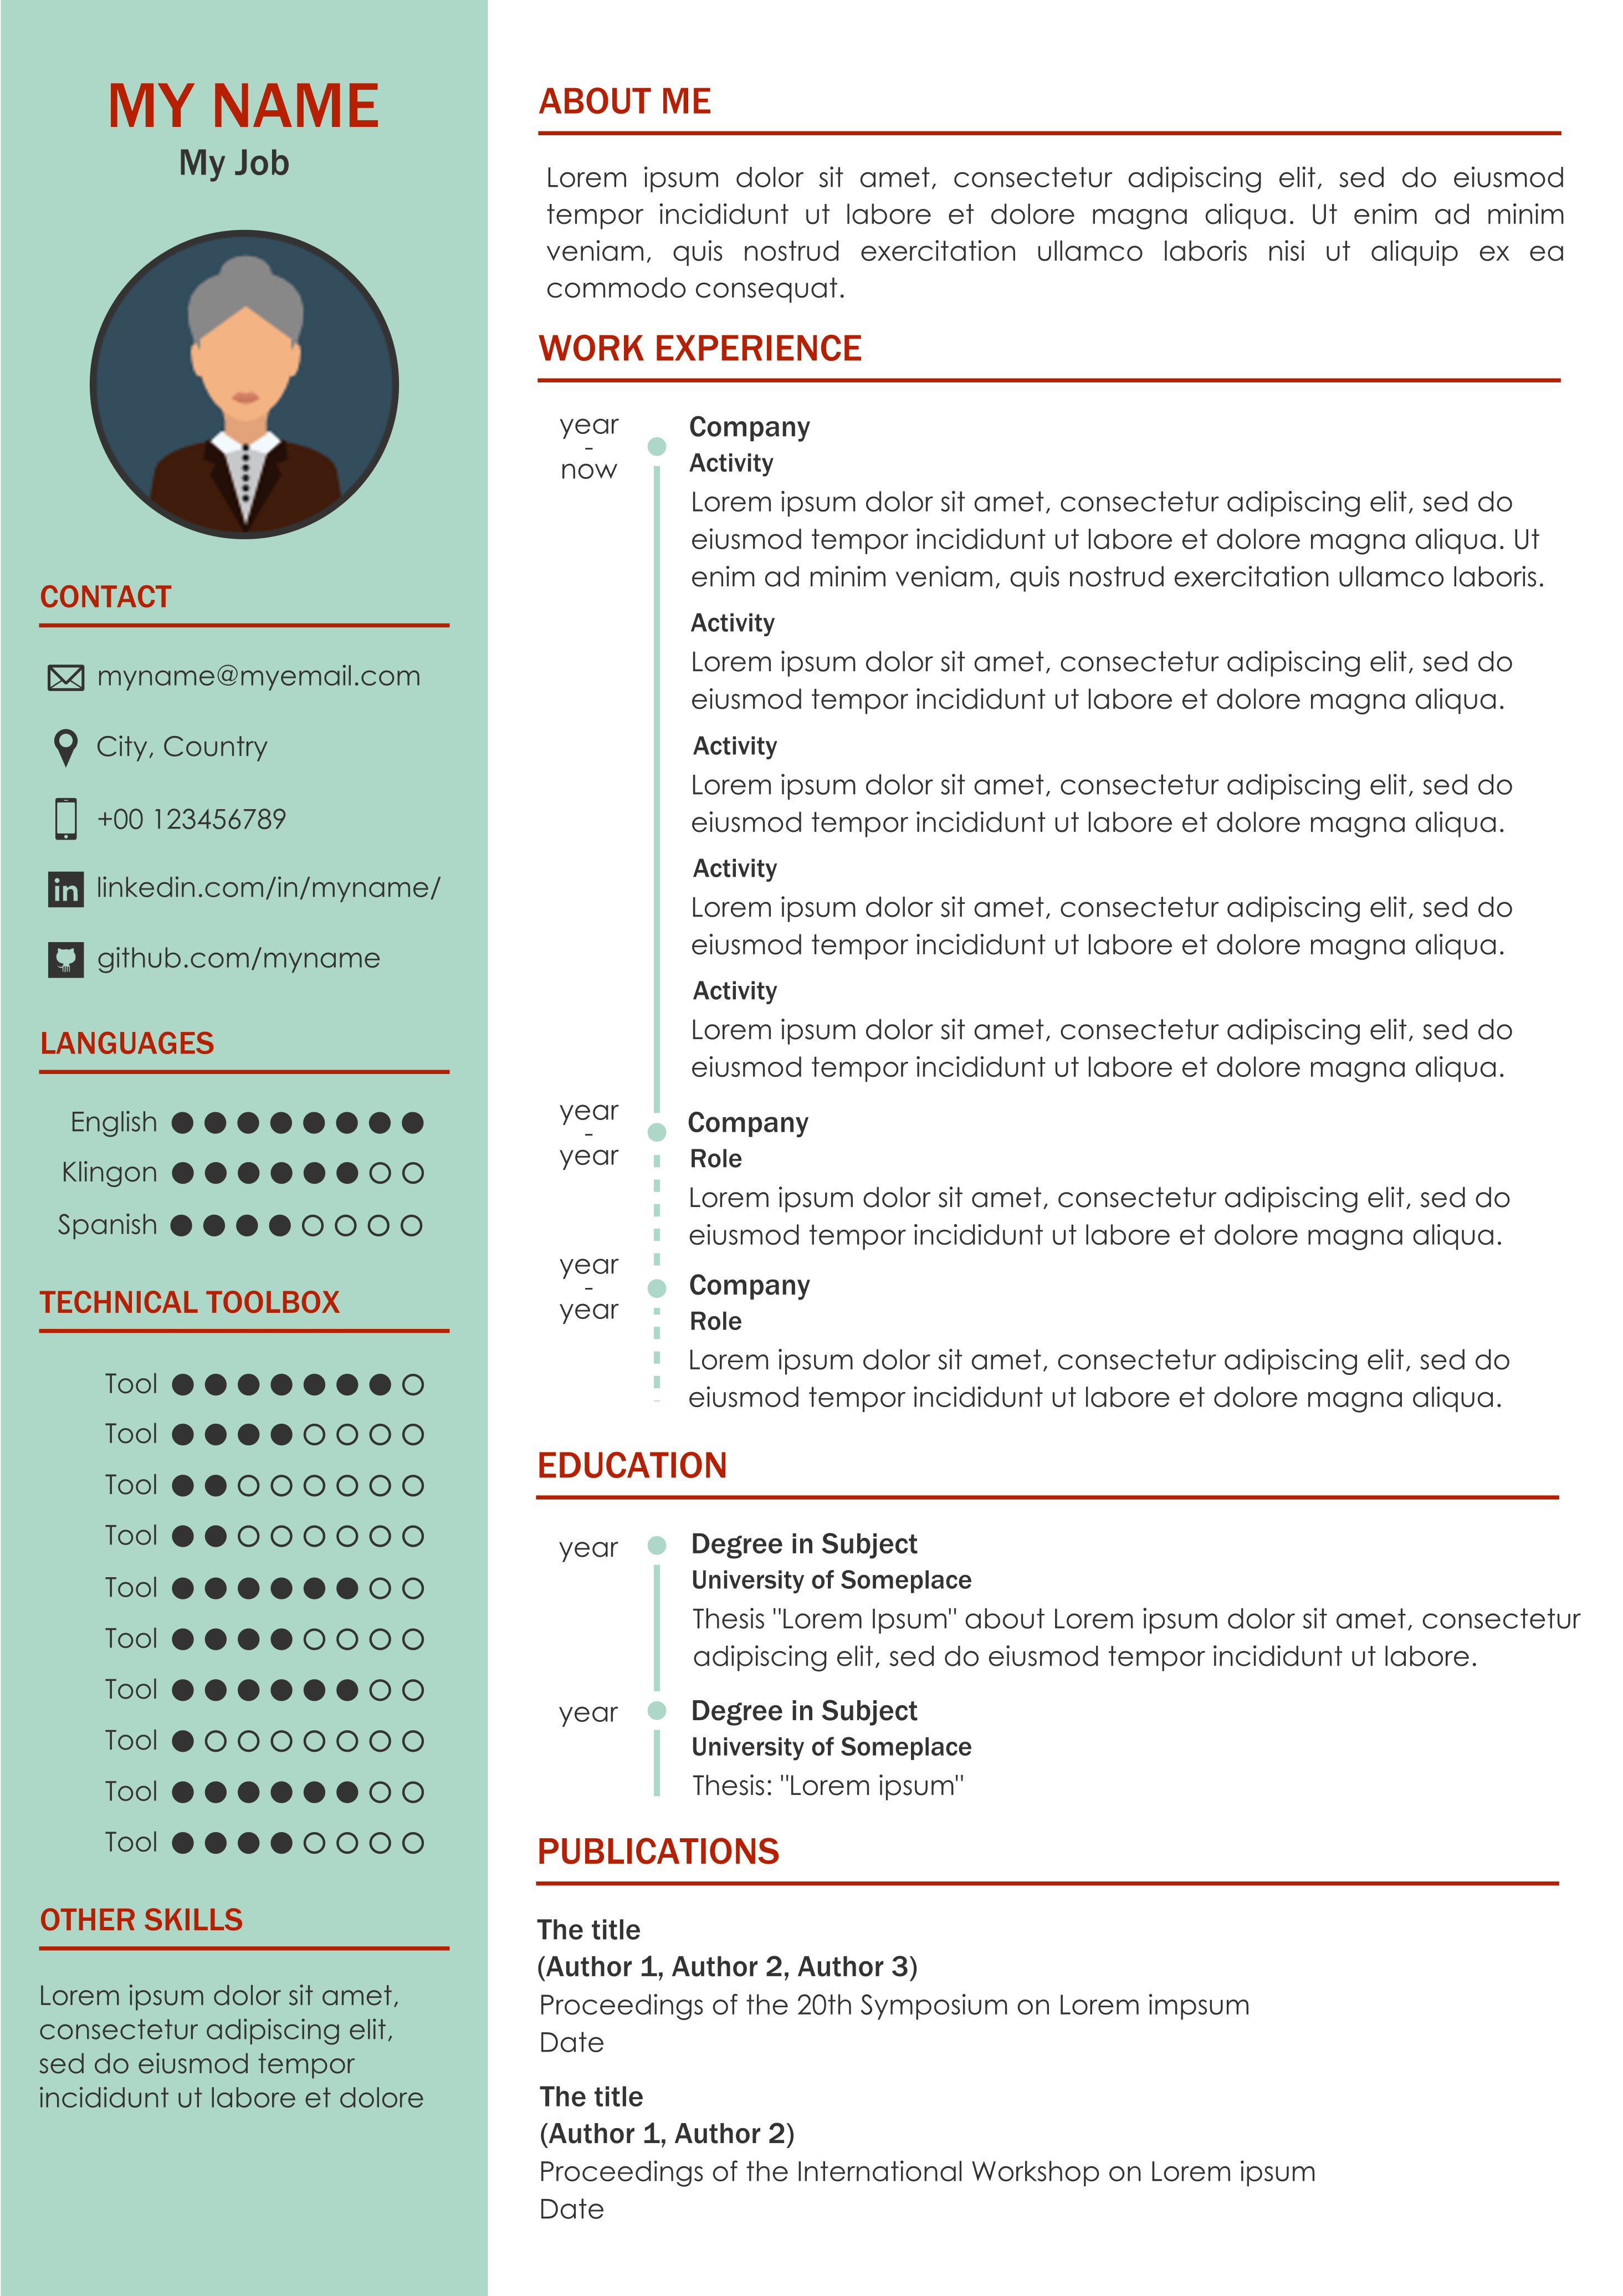 MY NAME
My Job
CONTACT
myname@myemail.com
City, Country
+00 123456789
in linkedin.com/in/myname/
github.com/myname
LANGUAGES
English
Klingon
Spanish
TECHNICAL TOOLBOX
Tool
Tool
Tool
Tool
Tool
Tool
Tool
Tool
Tool
Tool
OTHER SKILLS
Lorem ipsum dolor sit amet,
consectetur adipiscing elit,
sed do eiusmod tempor
incididunt ut labore et dolore
ABOUT ME
Lorem ipsum dolor sit amet, consectetur adipiscing elit, sed do eiusmod
tempor incididunt ut labore et dolore magna aliqua. Ut enim ad minim
veniam, quis nostrud exercitation ullamco laboris nisi ut aliquip ex ea
commodo consequat.
WORK EXPERIENCE
year
-
now
Company
Activity
Lorem ipsum dolor sit amet, consectetur adipiscing elit, sed do
eiusmod tempor incididunt ut labore et dolore magna aliqua. Ut
enim ad minim veniam, quis nostrud exercitation ullamco laboris.
Activity
Lorem ipsum dolor sit amet, consectetur adipiscing elit, sed do
eiusmod tempor incididunt ut labore et dolore magna aliqua.
Activity
Lorem ipsum dolor sit amet, consectetur adipiscing elit, sed do
eiusmod tempor incididunt ut labore et dolore magna aliqua.
Activity
Lorem ipsum dolor sit amet, consectetur adipiscing elit, sed do
eiusmod tempor incididunt ut labore et dolore magna aliqua.
Activity
Lorem ipsum dolor sit amet, consectetur adipiscing elit, sed do
eiusmod tempor incididunt ut labore et dolore magna aliqua.
year
-
year
Company
Role
Lorem ipsum dolor sit amet, consectetur adipiscing elit, sed do
eiusmod tempor incididunt ut labore et dolore magna aliqua.
year
-
year
Company
Role
Lorem ipsum dolor sit amet, consectetur adipiscing elit, sed do
eiusmod tempor incididunt ut labore et dolore magna aliqua.
EDUCATION
year
Degree in Subject
University of Someplace
Thesis "Lorem Ipsum" about Lorem ipsum dolor sit amet, consectetur
adipiscing elit, sed do eiusmod tempor incididunt ut labore.
year
Degree in Subject
University of Someplace
Thesis: "Lorem ipsum"
PUBLICATIONS
The title
(Author 1, Author 2, Author 3)
Proceedings of the 20th Symposium on Lorem impsum
Date
The title
(Author 1, Author 2)
Proceedings of the International Workshop on Lorem ipsum
Date